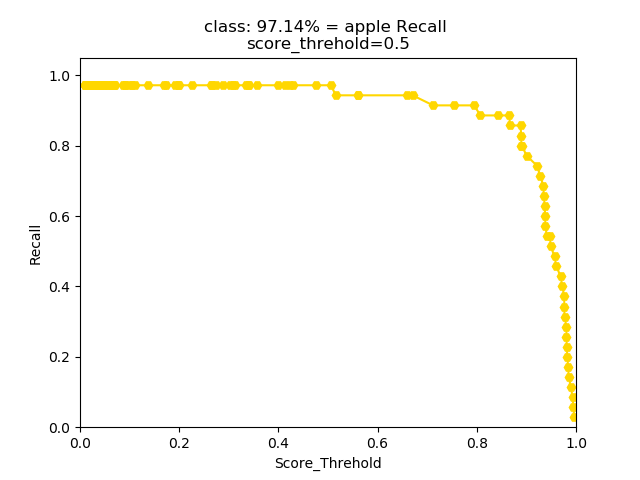 class: 97.14% = apple Recall
score_threhold=0.5
1.0
0.8
0.6
0.4
0.2
0.0
Recall
0.0 0.2 0.4 0.6 0.8 1.0
Score_Threhold